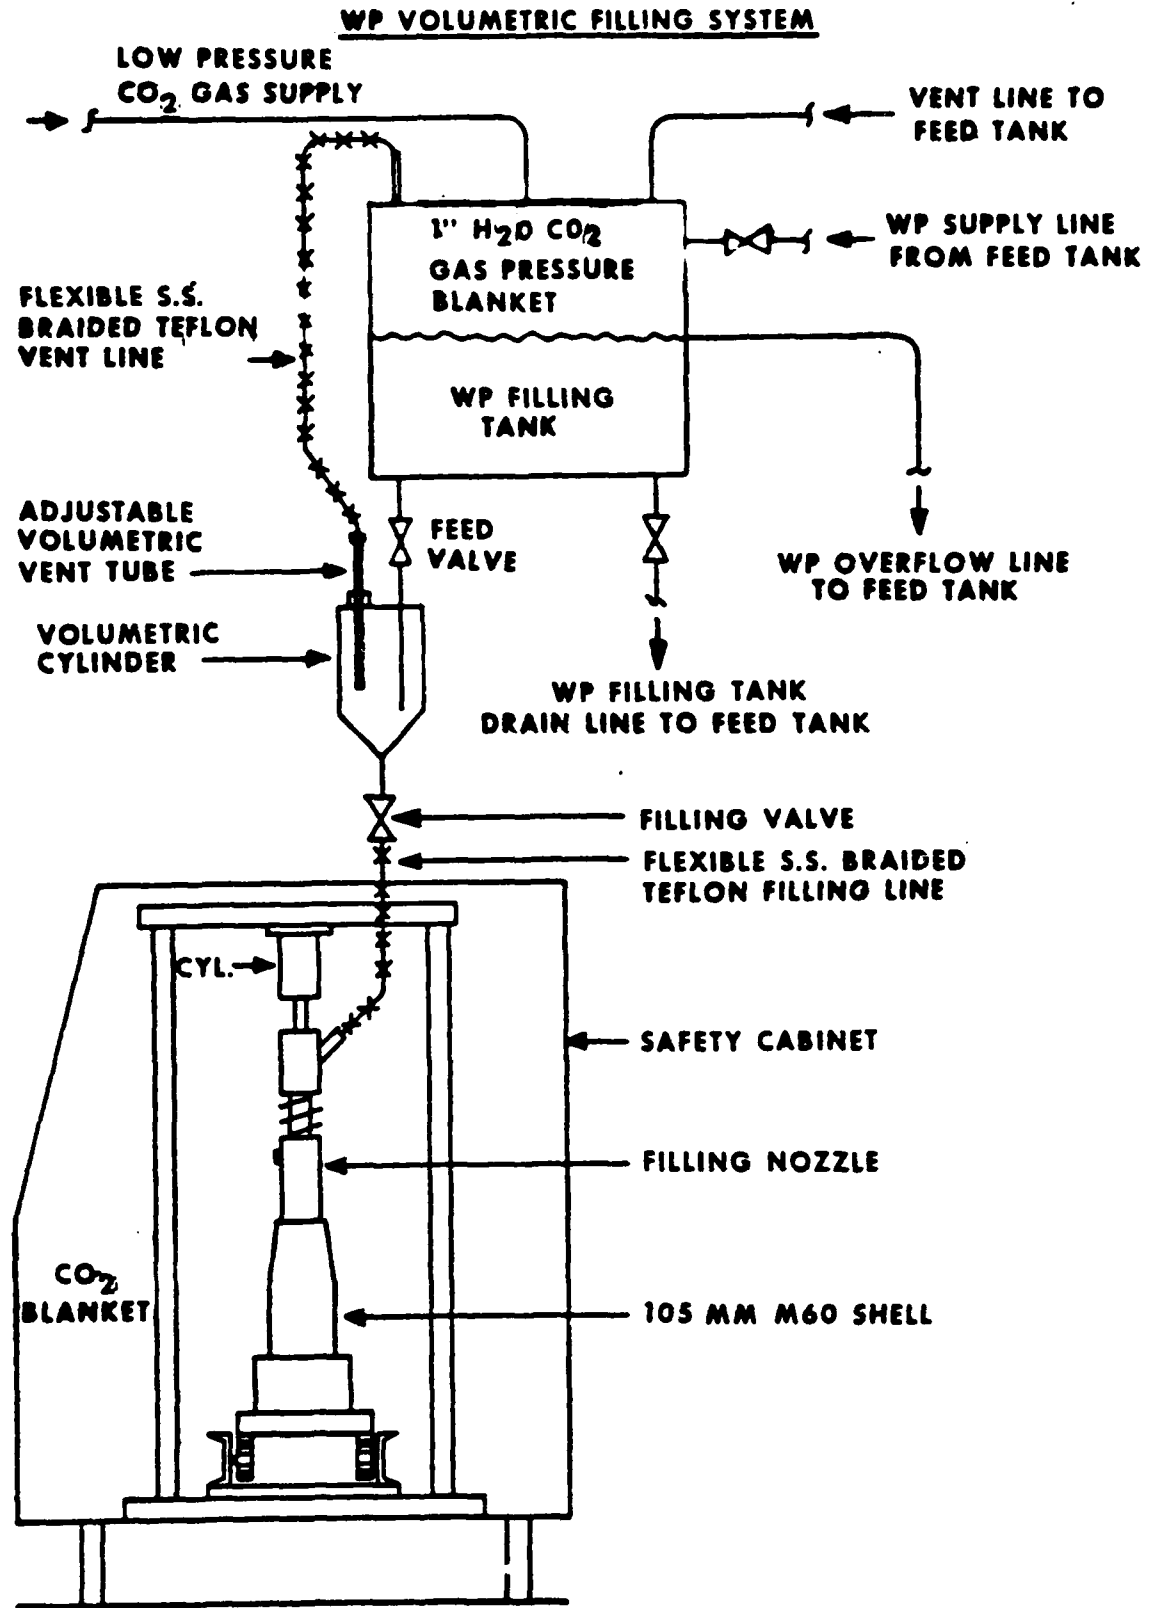 WP VOLUMETRIC FILLING SYSTEM
LOW PRESSURE
CO2 GAS SUPPLY
VENT LINE TO
FEED TANK
1" H2O CO2
GAS PRESSURE
BLANKET
WP SUPPLY LINE
FROM FEED TANK
FLEXIBLE S.S.
BRAIDED TEFLON
VENT LINE
WP FILLING
TANK
ADJUSTABLE
VOLUMETRIC
VENT TUBE
FEED
VALVE
WP OVERFLOW LINE
TO FEED TANK
VOLUMETRIC
CYLINDER
WP FILLING TANK
DRAIN LINE TO FEED TANK
FILLING VALVE
FLEXIBLE S.S. BRAIDED
TEFLON FILLING LINE
CYL.
SAFETY CABINET
FILLING NOZZLE
CO2
BLANKET
105 MM M60 SHELL